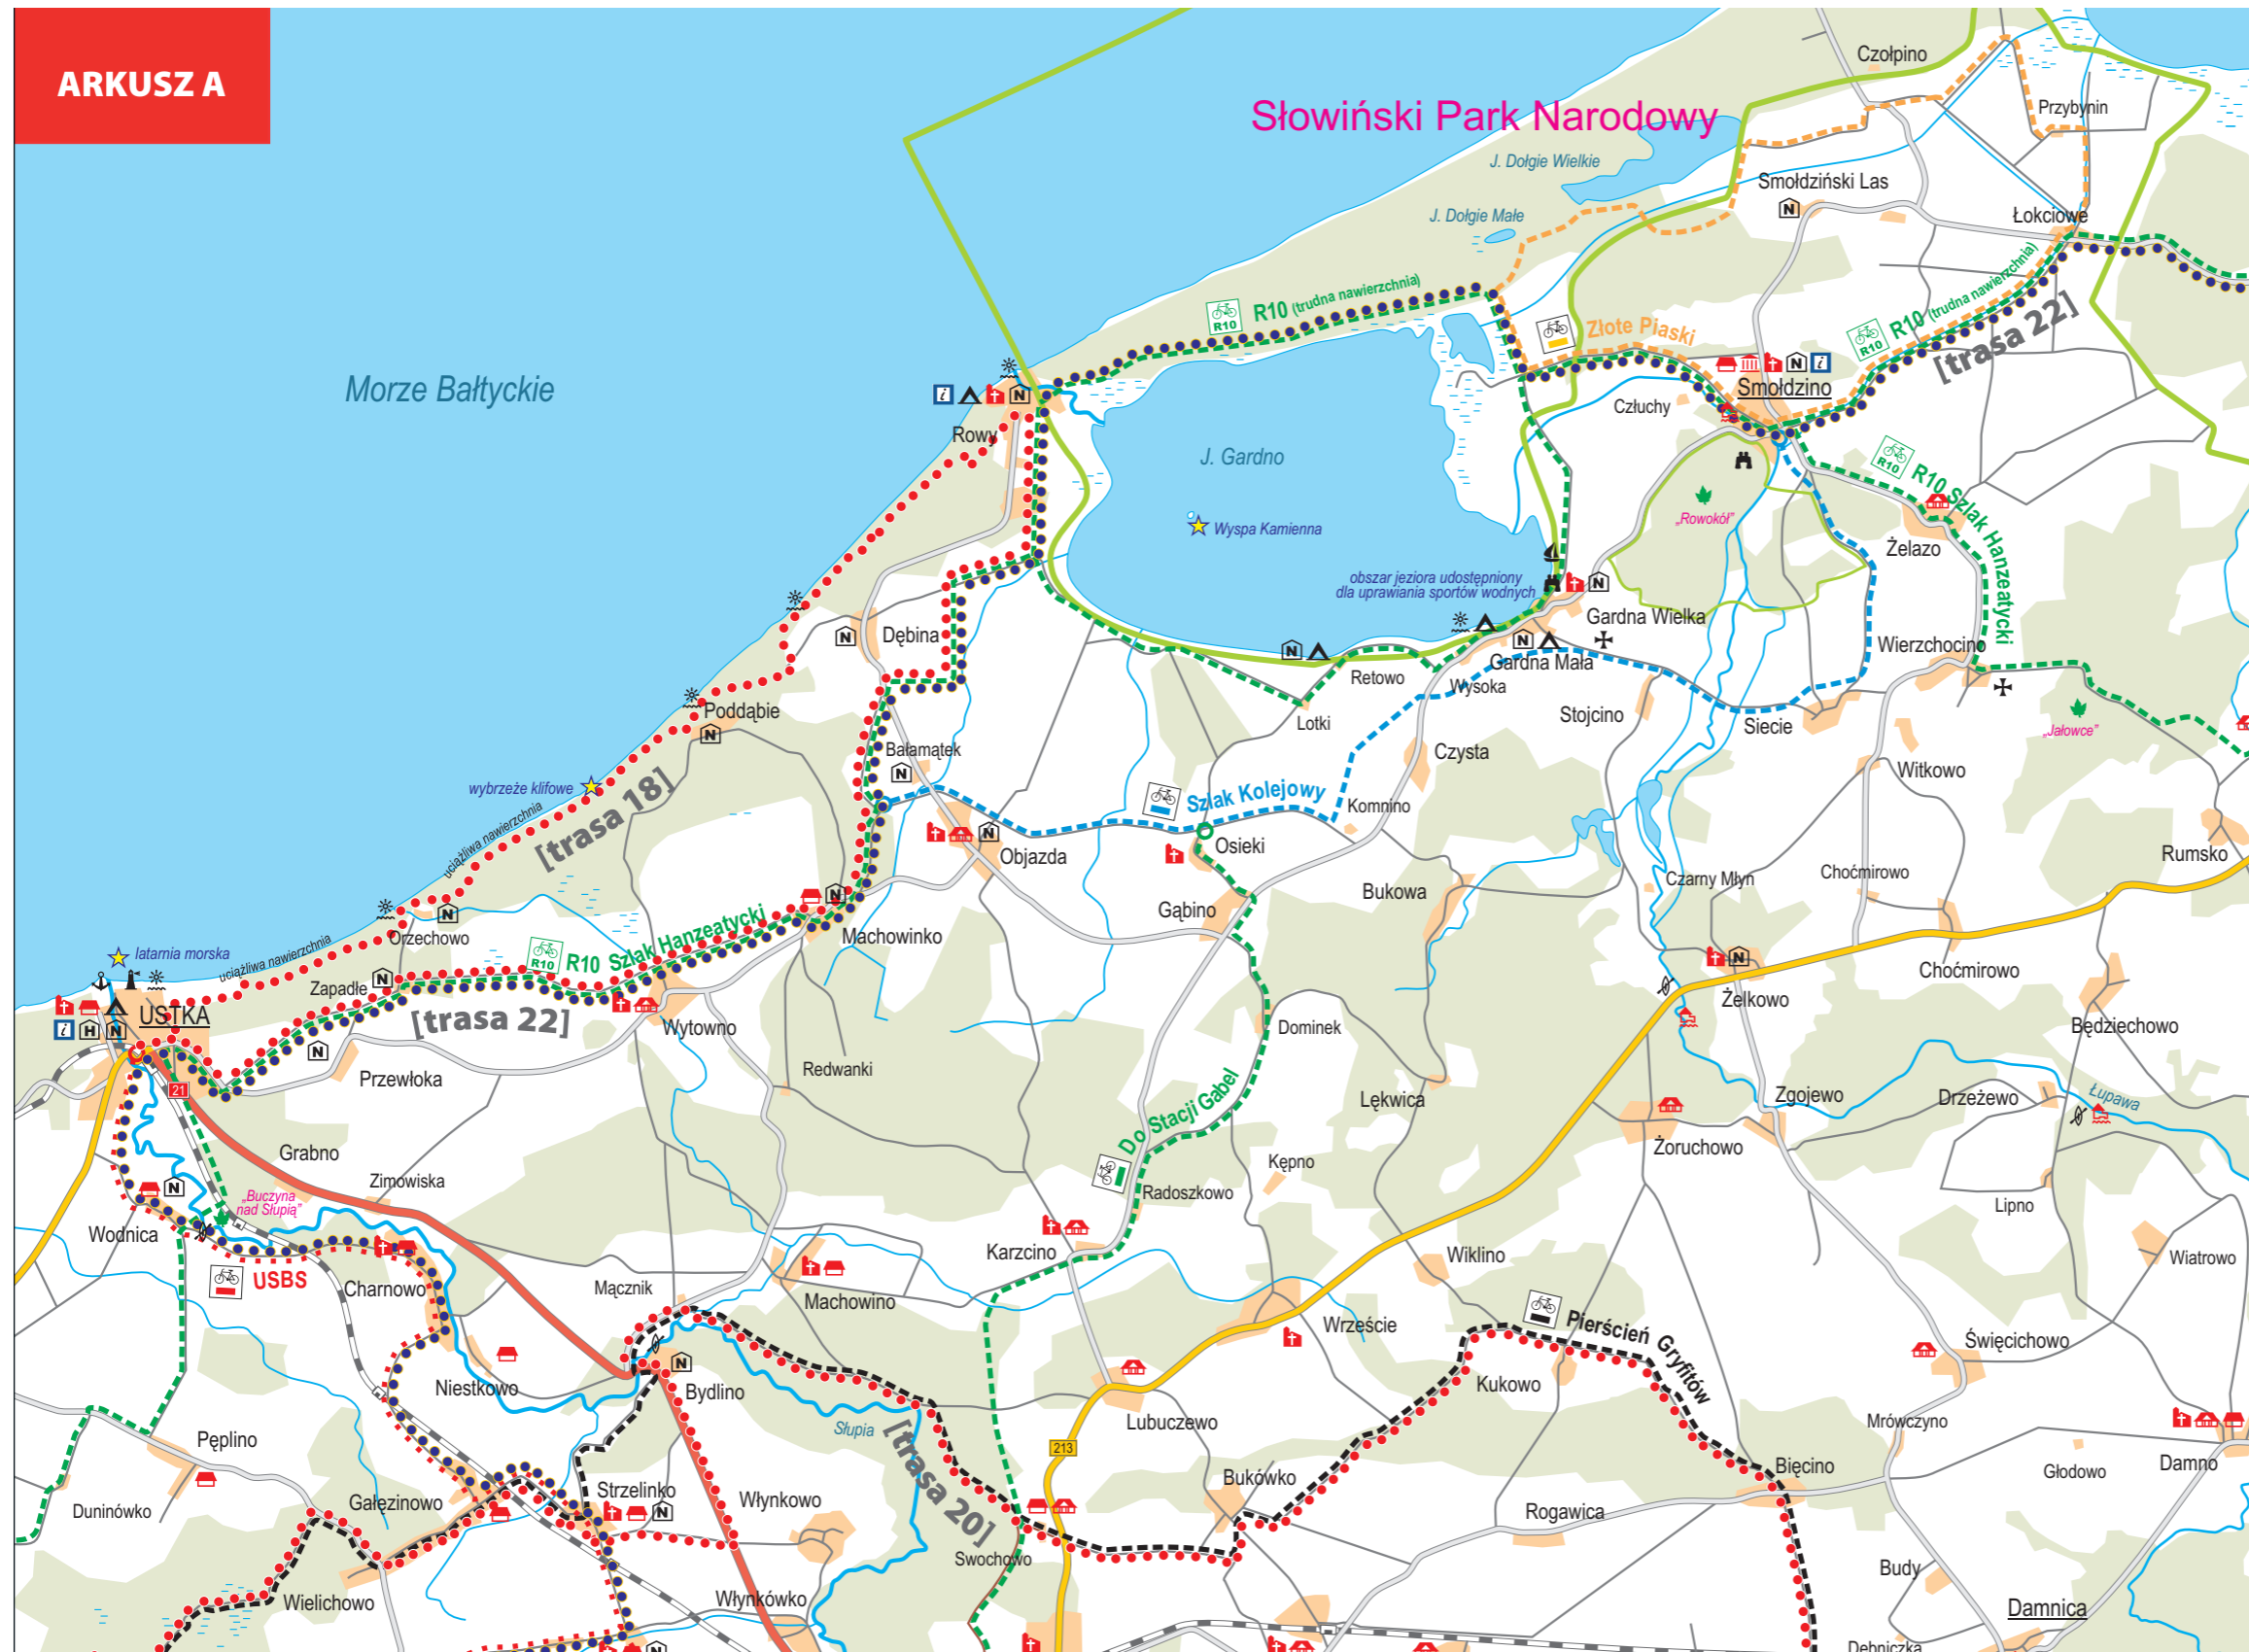 ARKUSZ A
Czołpino
Słowiński Park Narodowy
Przybynin
J. Dołgie Wielkie
Smołdziński Las
N
J. Dołgie Małe
Łokciowe
R10
R10 (trudna nawierzchnia)
R10
R10 (trudna nawierzchnia)
[trasa 22]
Złote Piaski
N i
Smołdzino
Morze Bałtyckie
i N
Człuchy
Rowy
J. Gardno
R10
R10 Szlak Hanzeatycki
„Rowokół”
Wyspa Kamienna
Żelazo
obszar jeziora udostępniony
dla uprawiania sportów wodnych
N
Gardna Wielka
N
Dębina
N
N
Gardna Mała
Wierzchocino
Retowo
Wysoka
Poddąbie
N
Lotki
Stojcino
Siecie
„Jałowce”
Bałamątek
N
Czysta
Witkowo
wybrzeże klifowe
uciążliwa nawierzchnia
[trasa 18]
Szlak Kolejowy
Komnino
N
Objazda
Osieki
Rumsko
Choćmirowo
Czarny Młyn
Bukowa
N
Gąbino
N
Orzechowo
Machowinko
latarnia morska
uciążliwa nawierzchnia
R10
R10 Szlak Hanzeatycki
N
Choćmirowo
Zapadłe
N
Żelkowo
USTKA
i H N
[trasa 22]
Wytowno
Dominek
Będziechowo
N
Przewłoka
Redwanki
21
Lękwica
Zgojewo
Drzeżewo
Łupawa
Do Stacji Gabel
Grabno
Żoruchowo
Zimowiska
Kępno
N
Radoszkowo
„Buczyna
nad Słupią”
Lipno
Wodnica
Karzcino
Wiklino
Wiatrowo
USBS
Charnowo
Mącznik
Machowino
Wrzeście
Pierścień Gryfitów
Święcichowo
N
Niestkowo
Bydlino
Kukowo
Lubuczewo
Mrówczyno
Słupia
Pęplino
213
[trasa 20]
Bukówko
Bięcino
Głodowo
Damno
Strzelinko
N
Włynkowo
Gałęzinowo
Duninówko
Rogawica
Swochowo
Budy
Wielichowo
Włynkówko
Damnica
N
Dębniczka